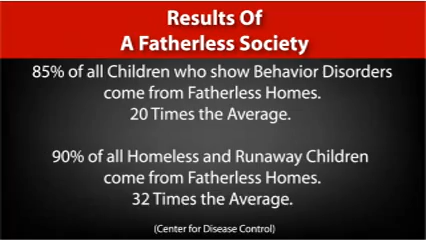 Results Of
A Fatherless Society
85% of all Children who show Behavior Disorders
come from Fatherless Homes.
20 Times the Average.
90% of all Homeless and Runaway Children
come from Fatherless Homes.
32 Times the Average.
(Center for Disease Control)